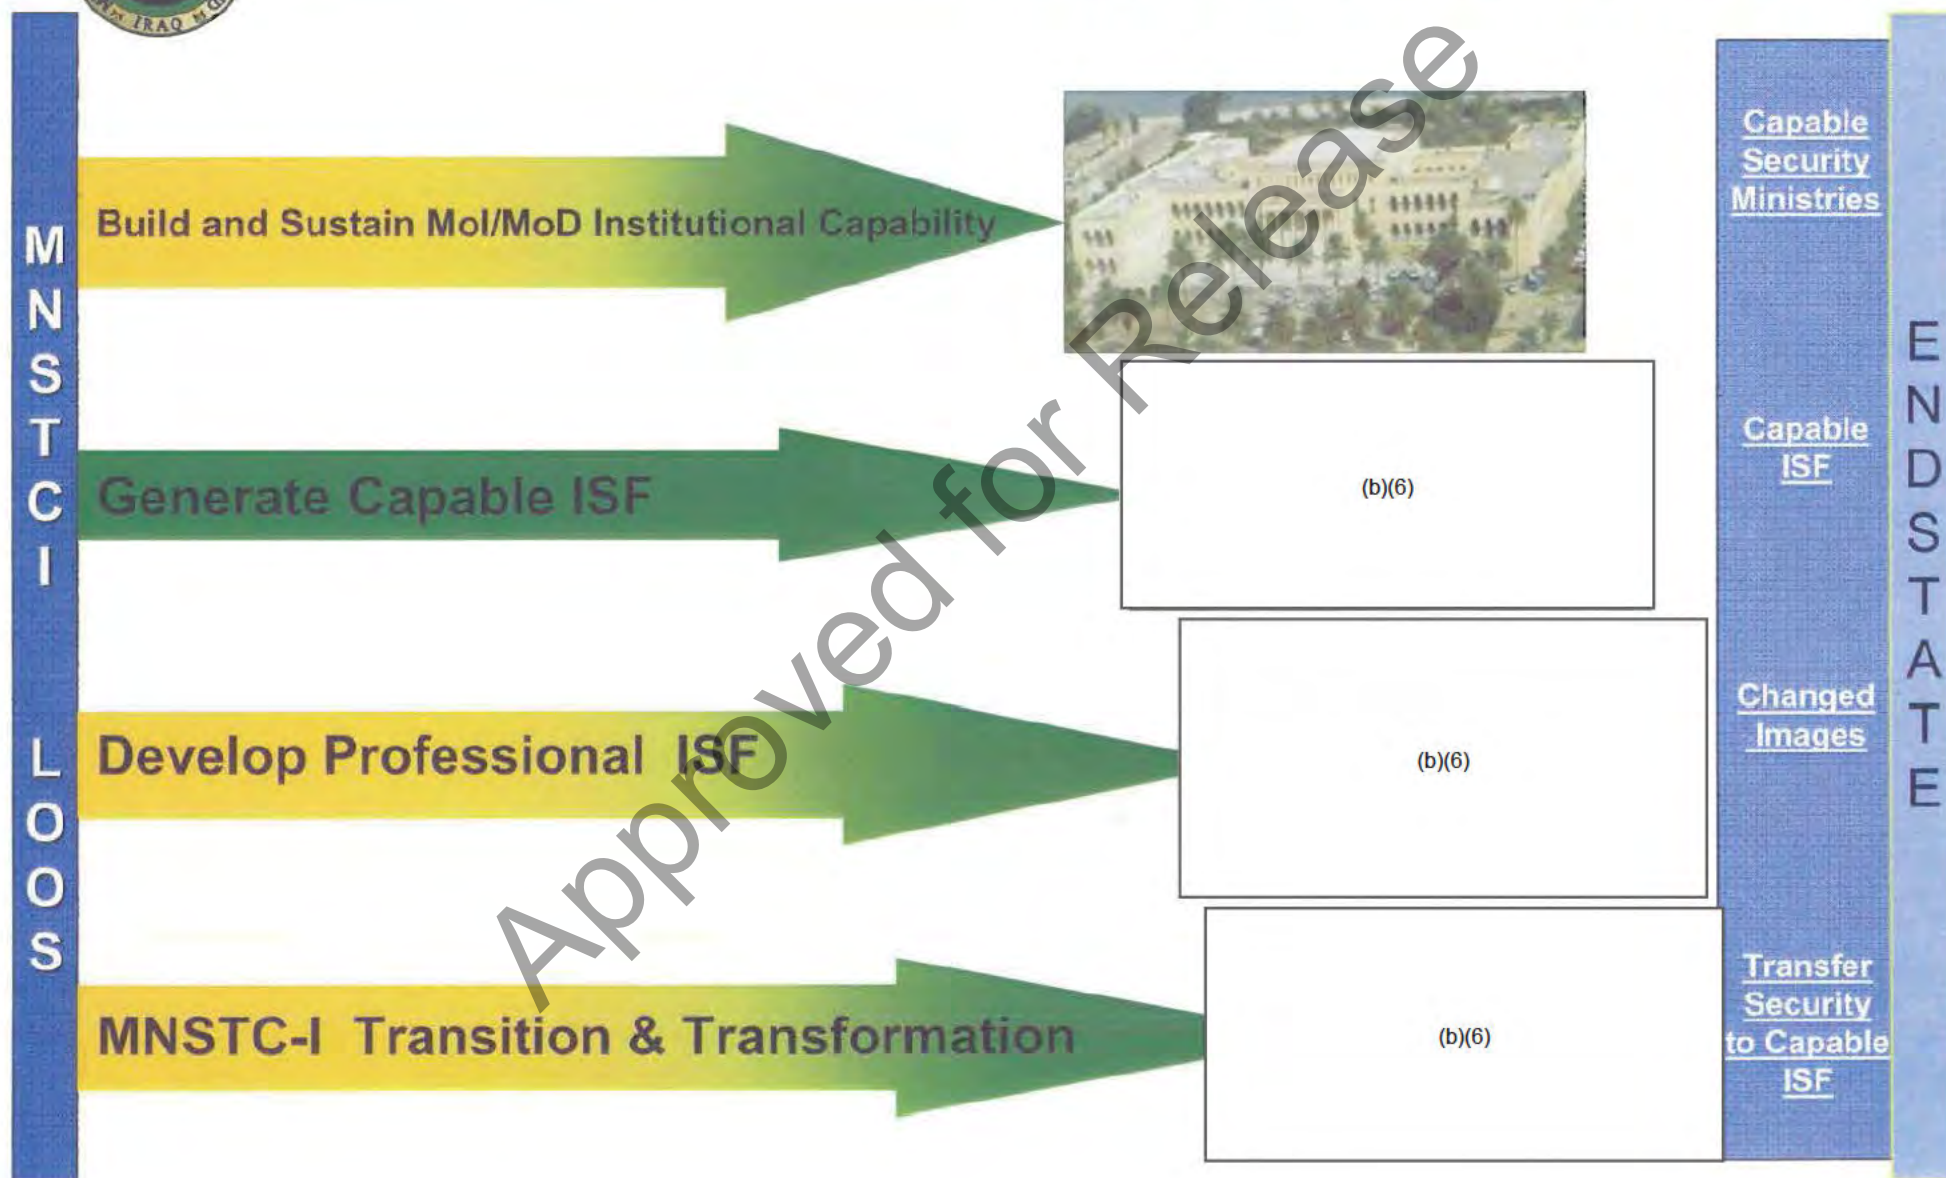 IRAQ
MNSTCI LOOS
Build and Sustain MoI/MoD Institutional Capability
Capable
Security
Ministries
Generate Capable ISF
(b)(6)
Capable
ISF
Develop Professional ISF
(b)(6)
Changed
Images
MNSTC-I Transition & Transformation
(b)(6)
Transfer
Security
to Capable
ISF
ENDSTATE
Approved for Release